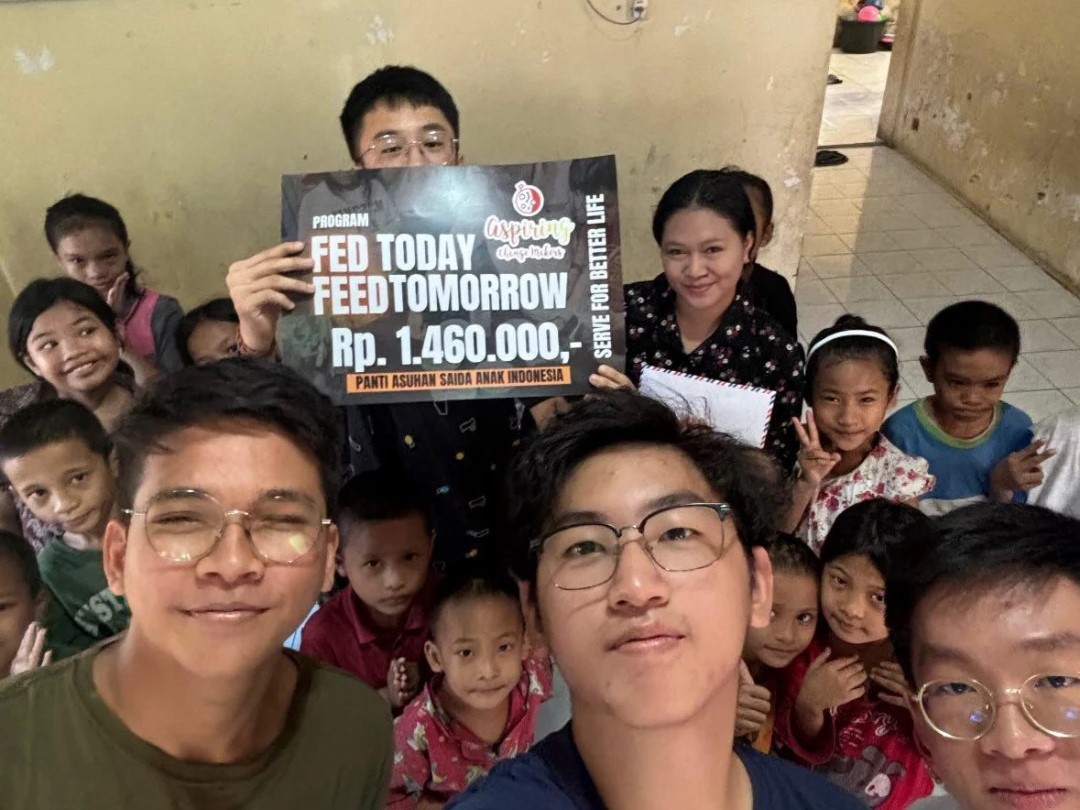 PROGRAM
FED TODAY
FEEDTOMORROW
Rp. 1.460.000,-
PANTI ASUHAN SAIDA ANAK INDONESIA
aspiring
Change Makers
SERVE FOR BETTER LIFE